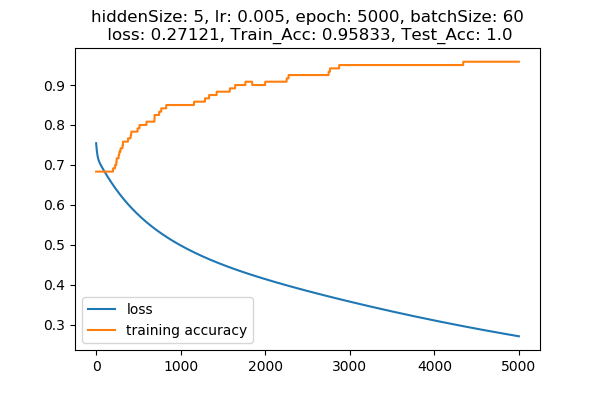 hiddenSize: 5, lr: 0.005, epoch: 5000, batchSize: 60
loss: 0.27121, Train_Acc: 0.95833, Test_Acc: 1.0
0.9
0.8
0.7
0.6
0.5
0.4
0.3
loss
training accuracy
0 1000 2000 3000 4000 5000